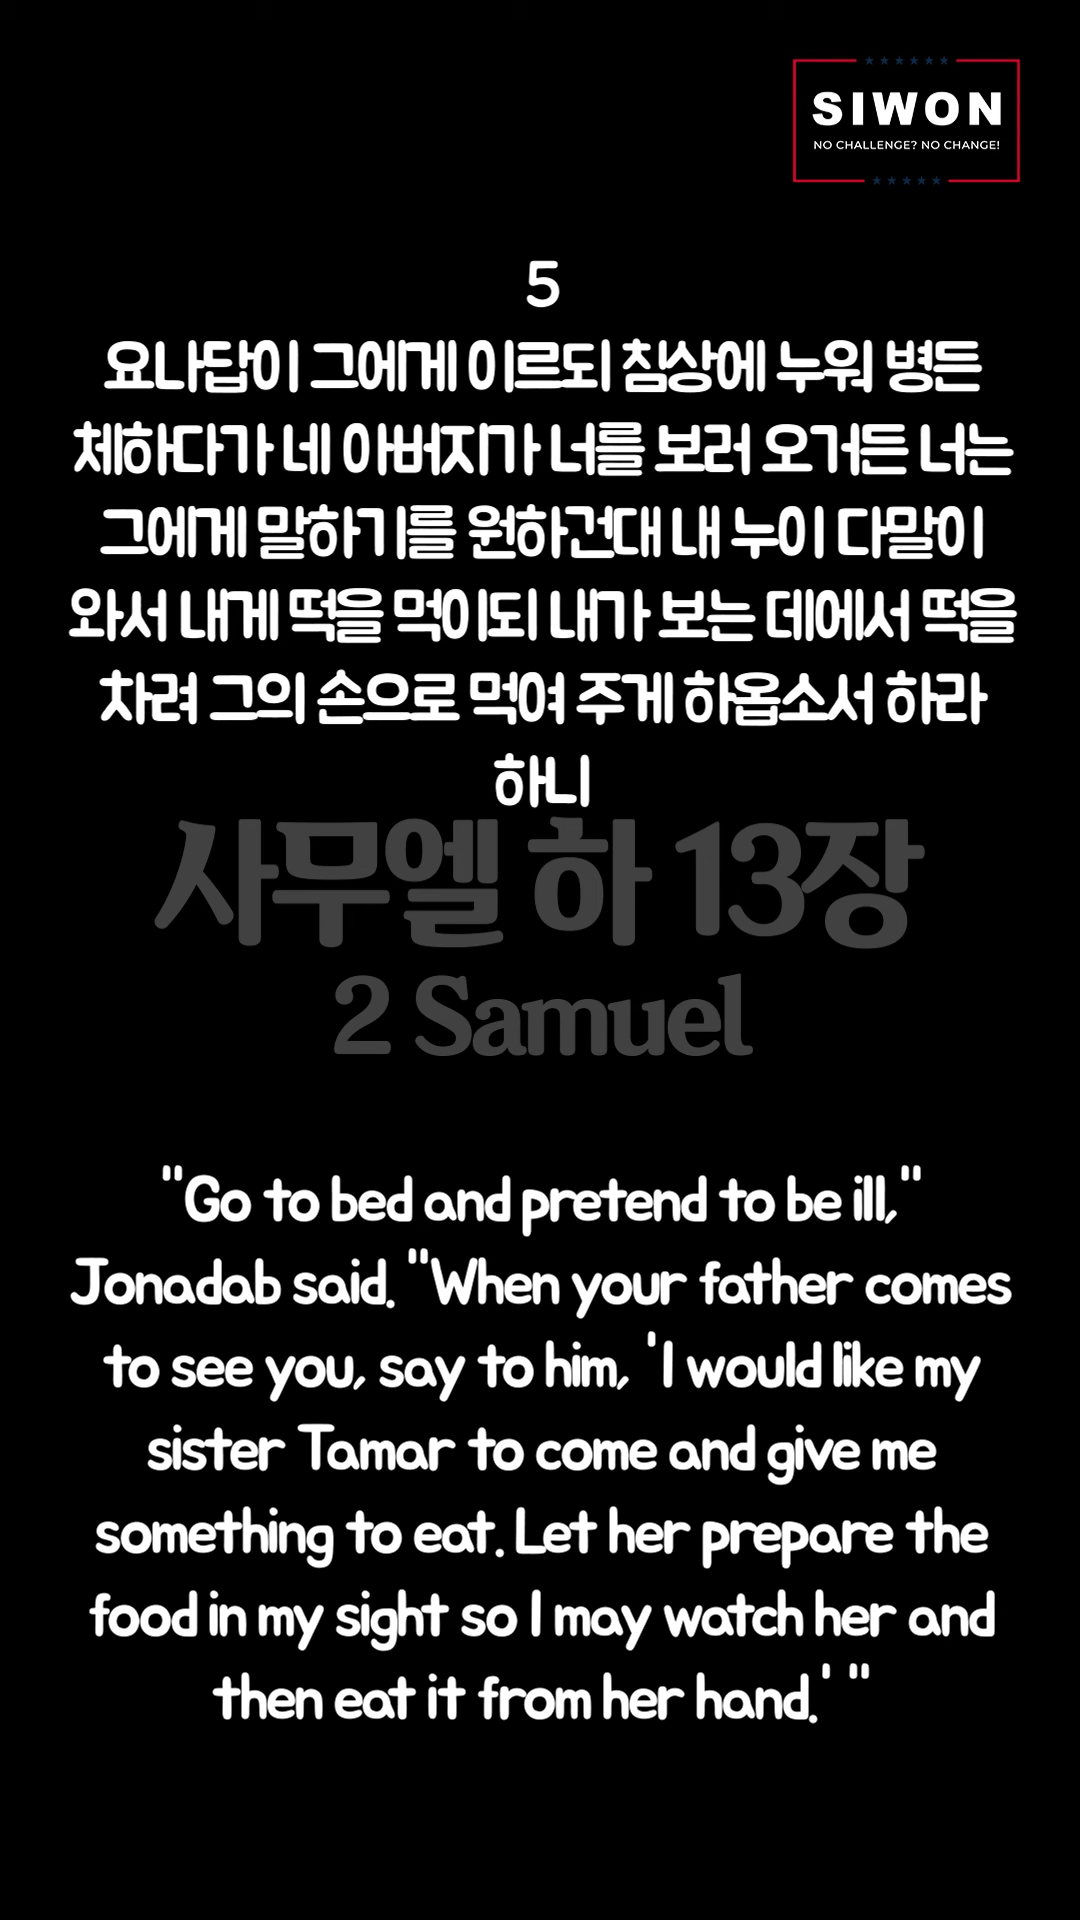 SIWON
NO CHALLENGE? NO CHANGE!
5
요나답이 그에게 이르되 침상에 누워 병든
체하다가 네 아버지가 너를 보러 오거든 너는
그에게 말하기를 원하건대 내 누이 다말이
와서 내게 떡을 먹이되 내가 보는 데에서 떡을
차려 그의 손으로 먹여 주게 하옵소서 하라
하니
사무엘 하 13장
2 Samuel
"Go to bed and pretend to be ill,"
Jonadab said. "When your father comes
to see you, say to him, 'I would like my
sister Tamar to come and give me
something to eat. Let her prepare the
food in my sight so I may watch her and
then eat it from her hand.' "